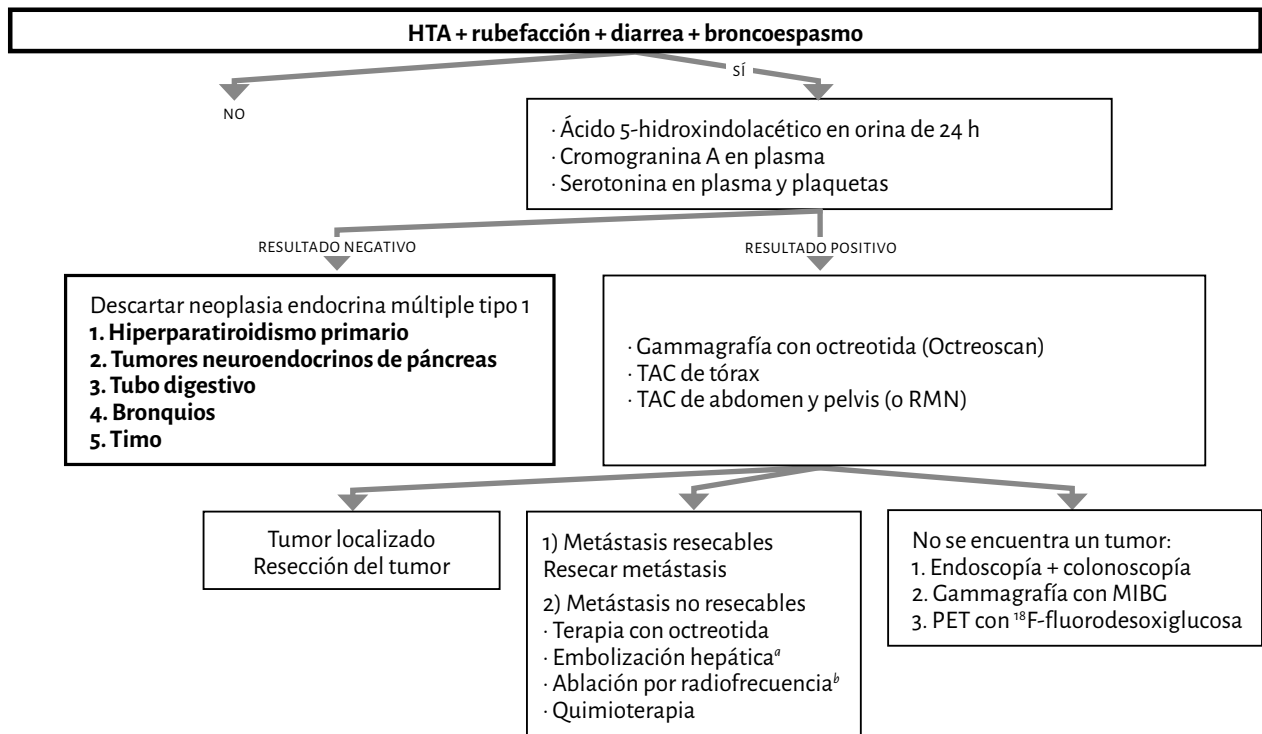 HTA + rubefacción + diarrea + broncoespasmo
SÍ
NO
· Ácido 5-hidroxindolacético en orina de 24 h
· Cromogranina A en plasma
· Serotonina en plasma y plaquetas
RESULTADO NEGATIVO
RESULTADO POSITIVO
Descartar neoplasia endocrina múltiple tipo 1
1. Hiperparatiroidismo primario
2. Tumores neuroendocrinos de páncreas
3. Tubo digestivo
4. Bronquios
5. Timo
· Gammagrafía con octreotida (Octreoscan)
· TAC de tórax
· TAC de abdomen y pelvis (o RMN)
Tumor localizado
Resección del tumor
1) Metástasis resecables
Resecar metástasis
2) Metástasis no resecables
· Terapia con octreotida
· Embolización hepáticaᵃ
· Ablación por radiofrecuenciaᵇ
· Quimioterapia
No se encuentra un tumor:
1. Endoscopía + colonoscopía
2. Gammagrafía con MIBG
3. PET con ¹⁸F-fluorodesoxiglucosa